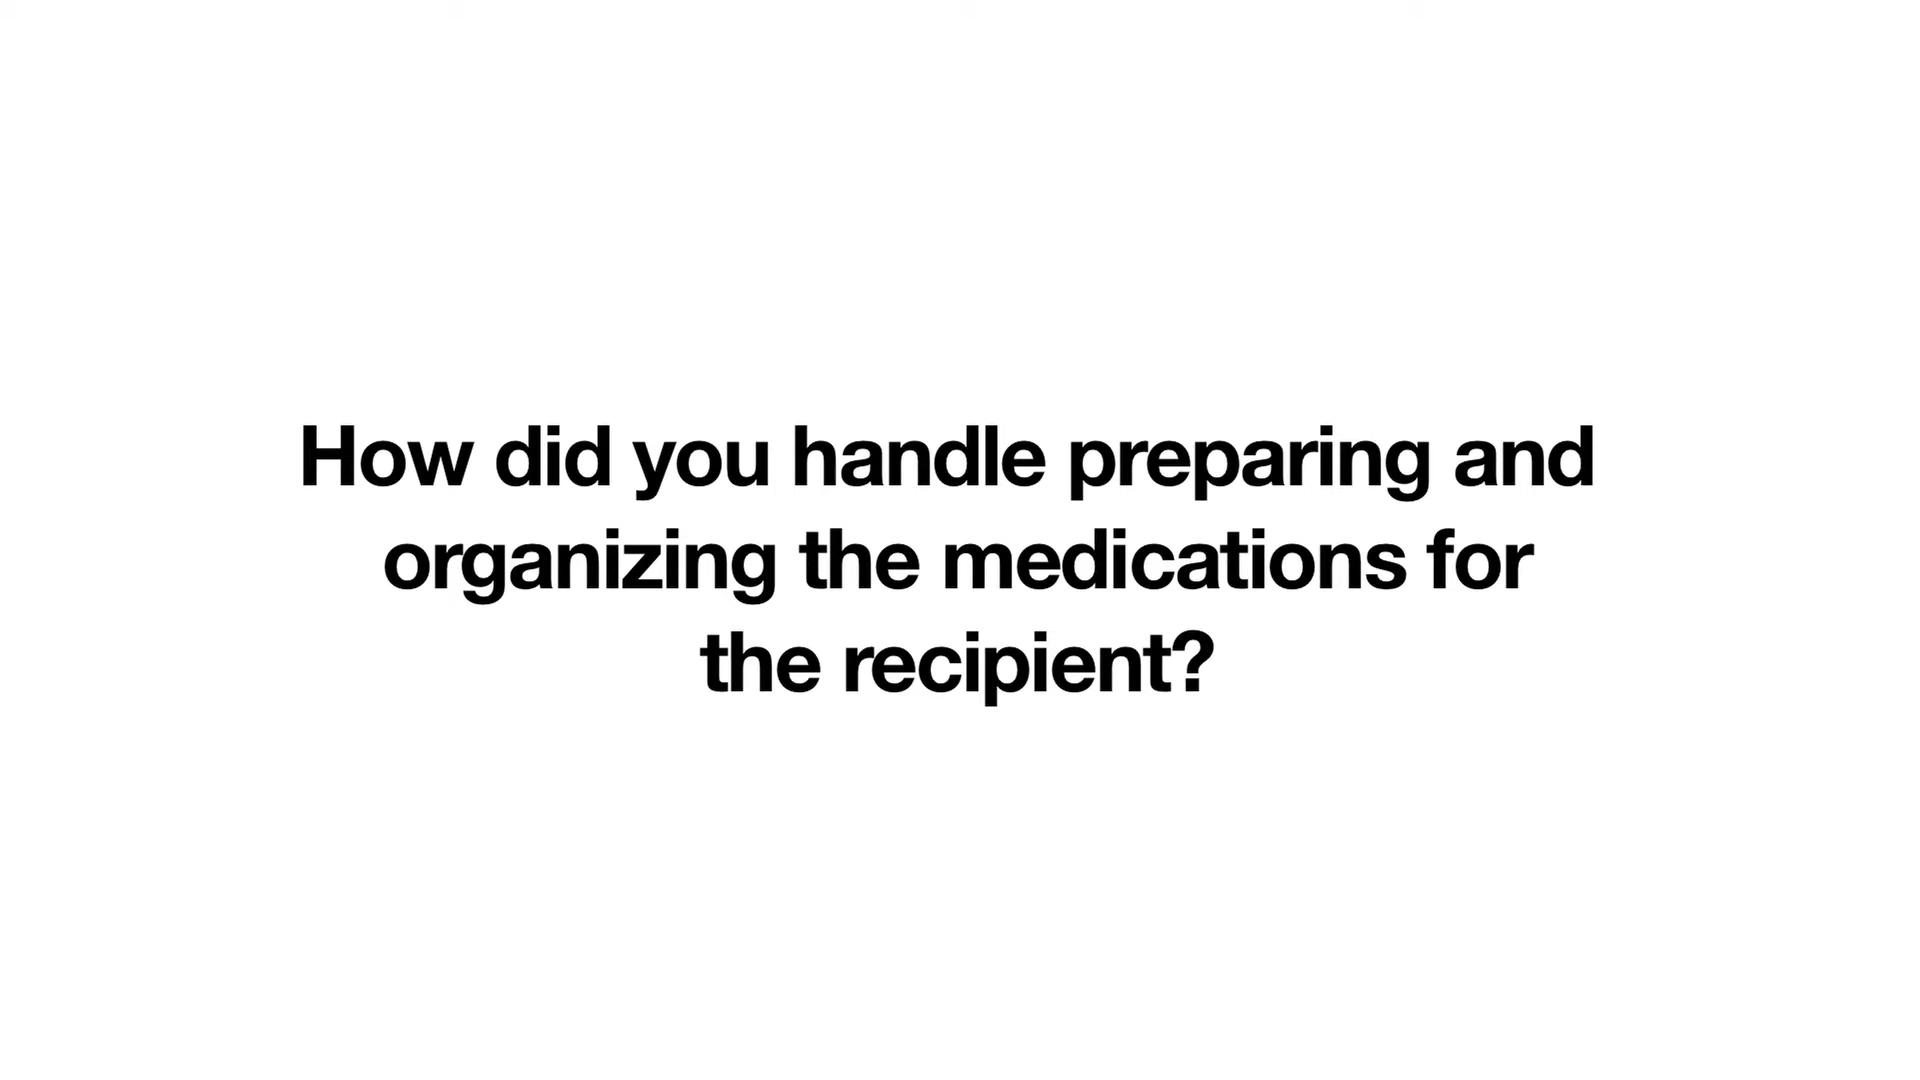 How did you handle preparing and
organizing the medications for
the recipient?